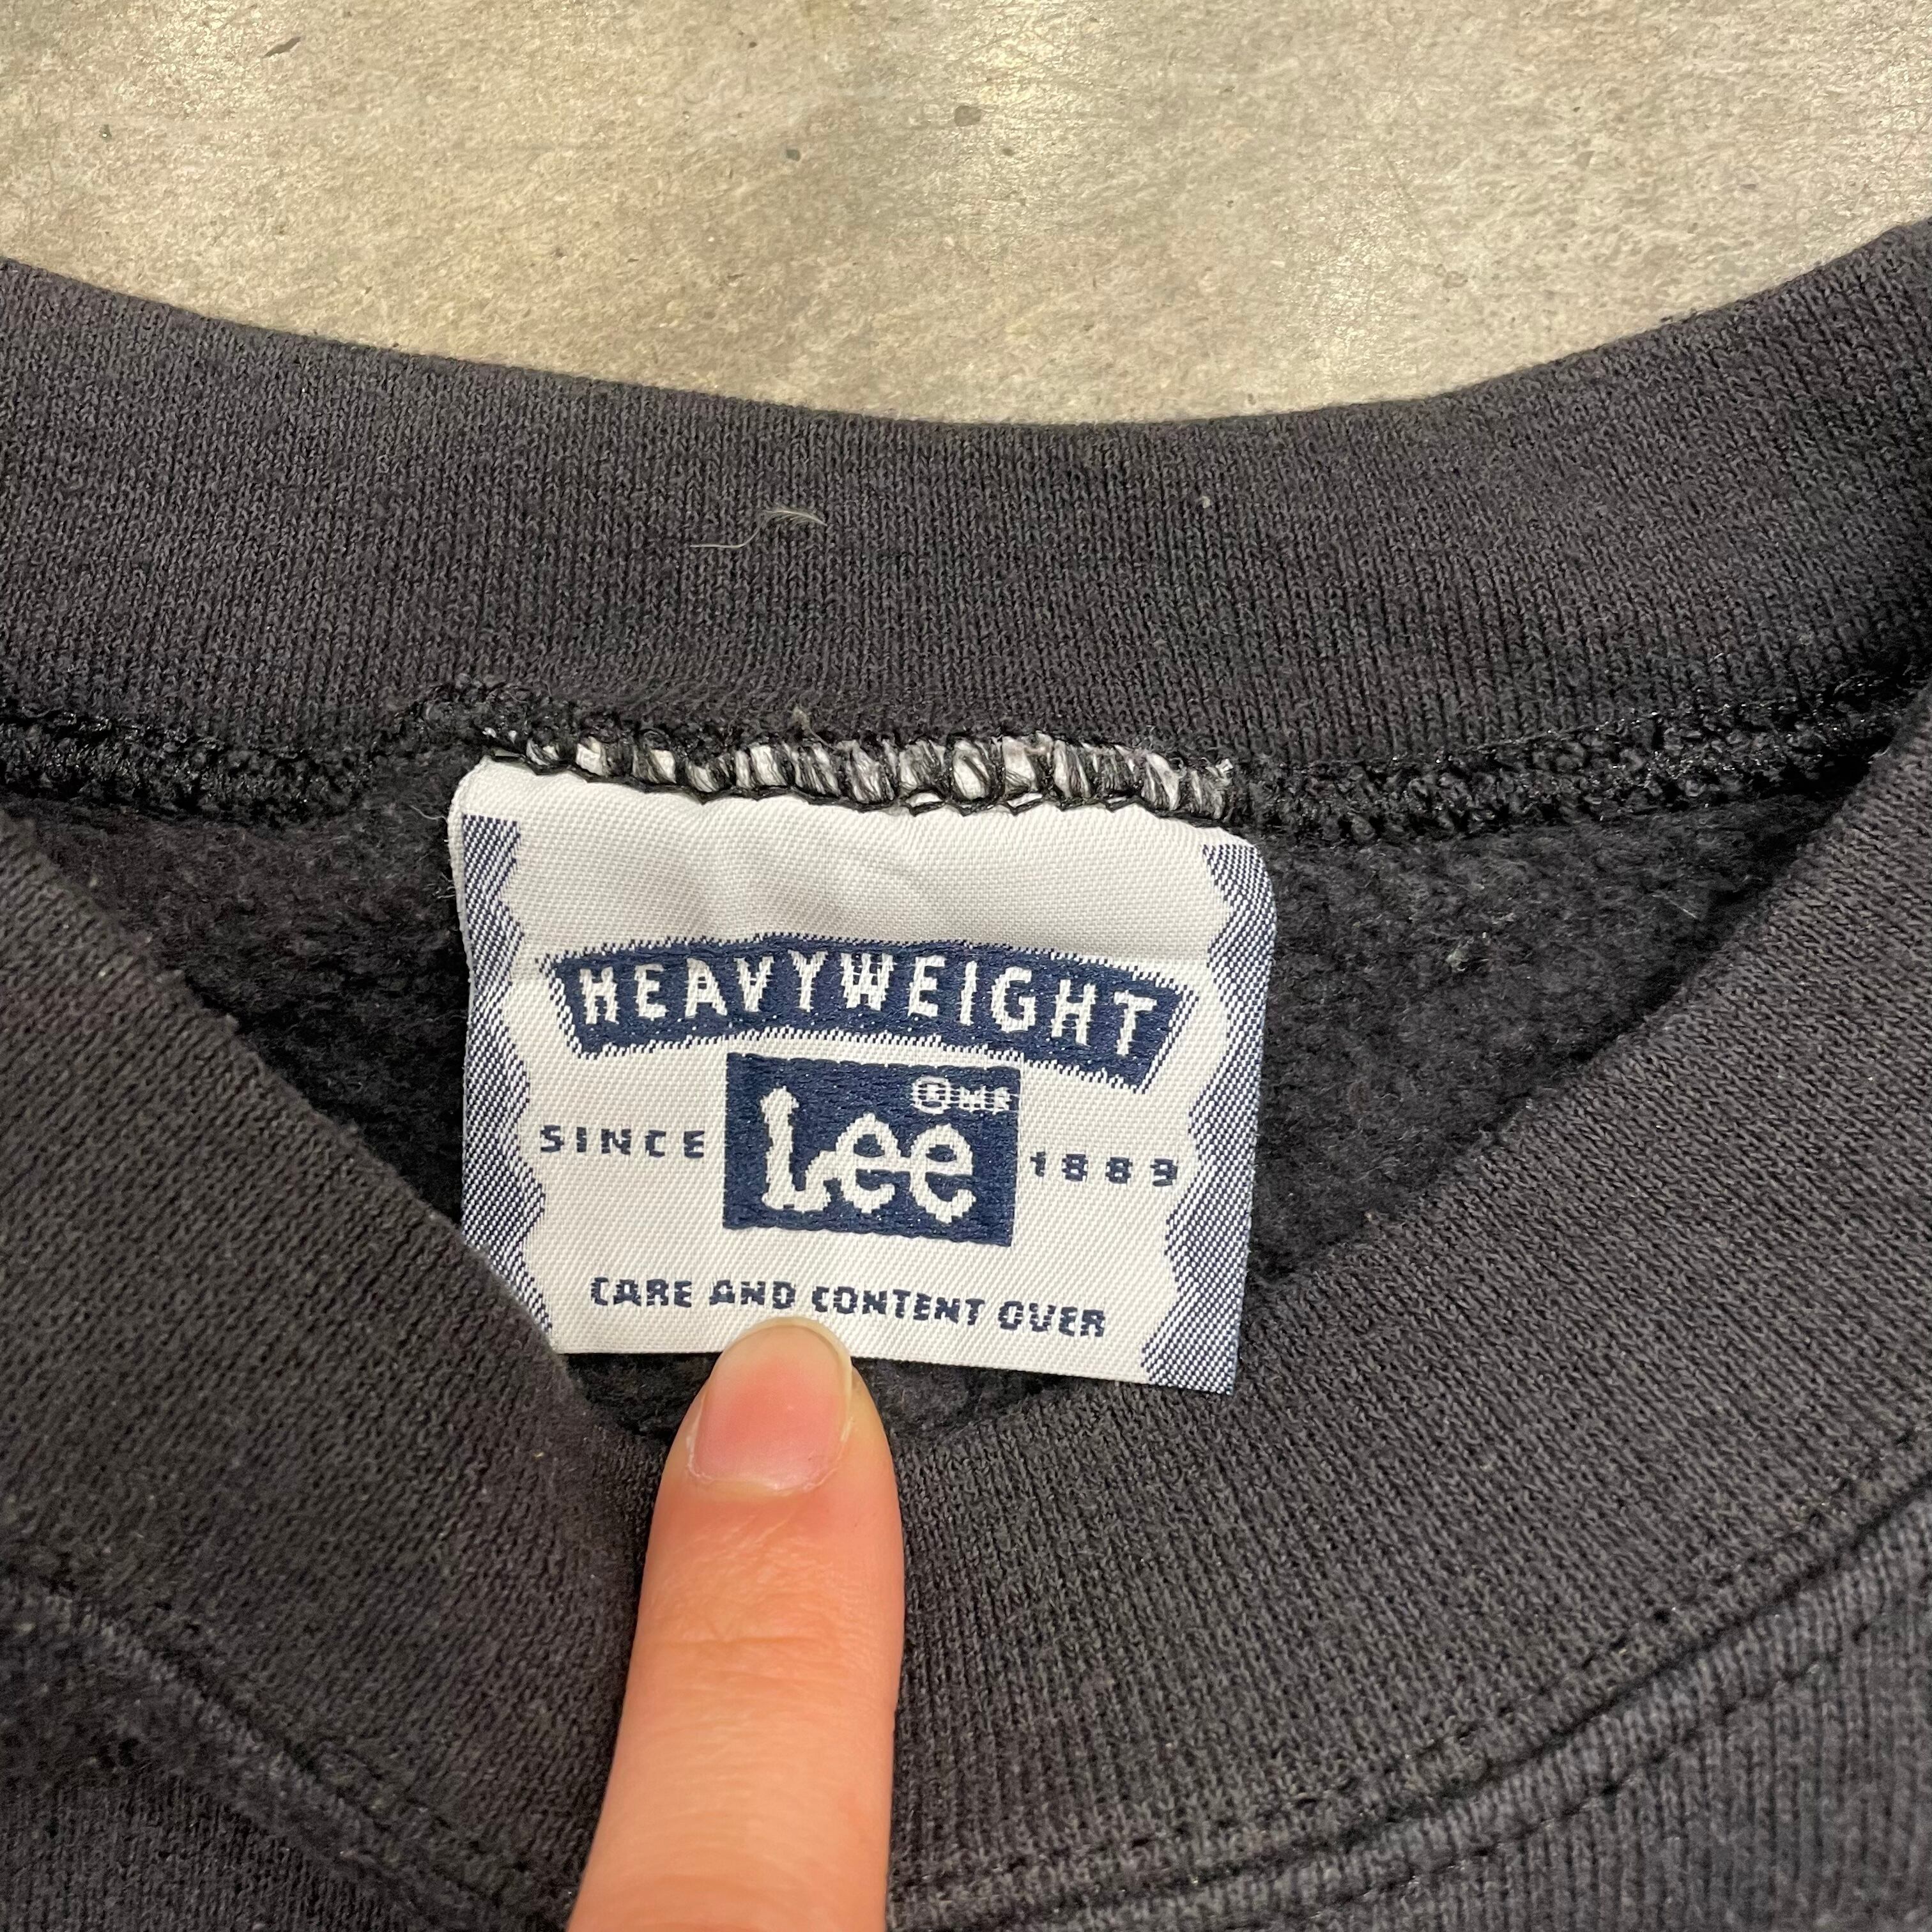 HEAVYWEIGHT
® MR
SINCE Lee 1889
CARE AND CONTENT OVER